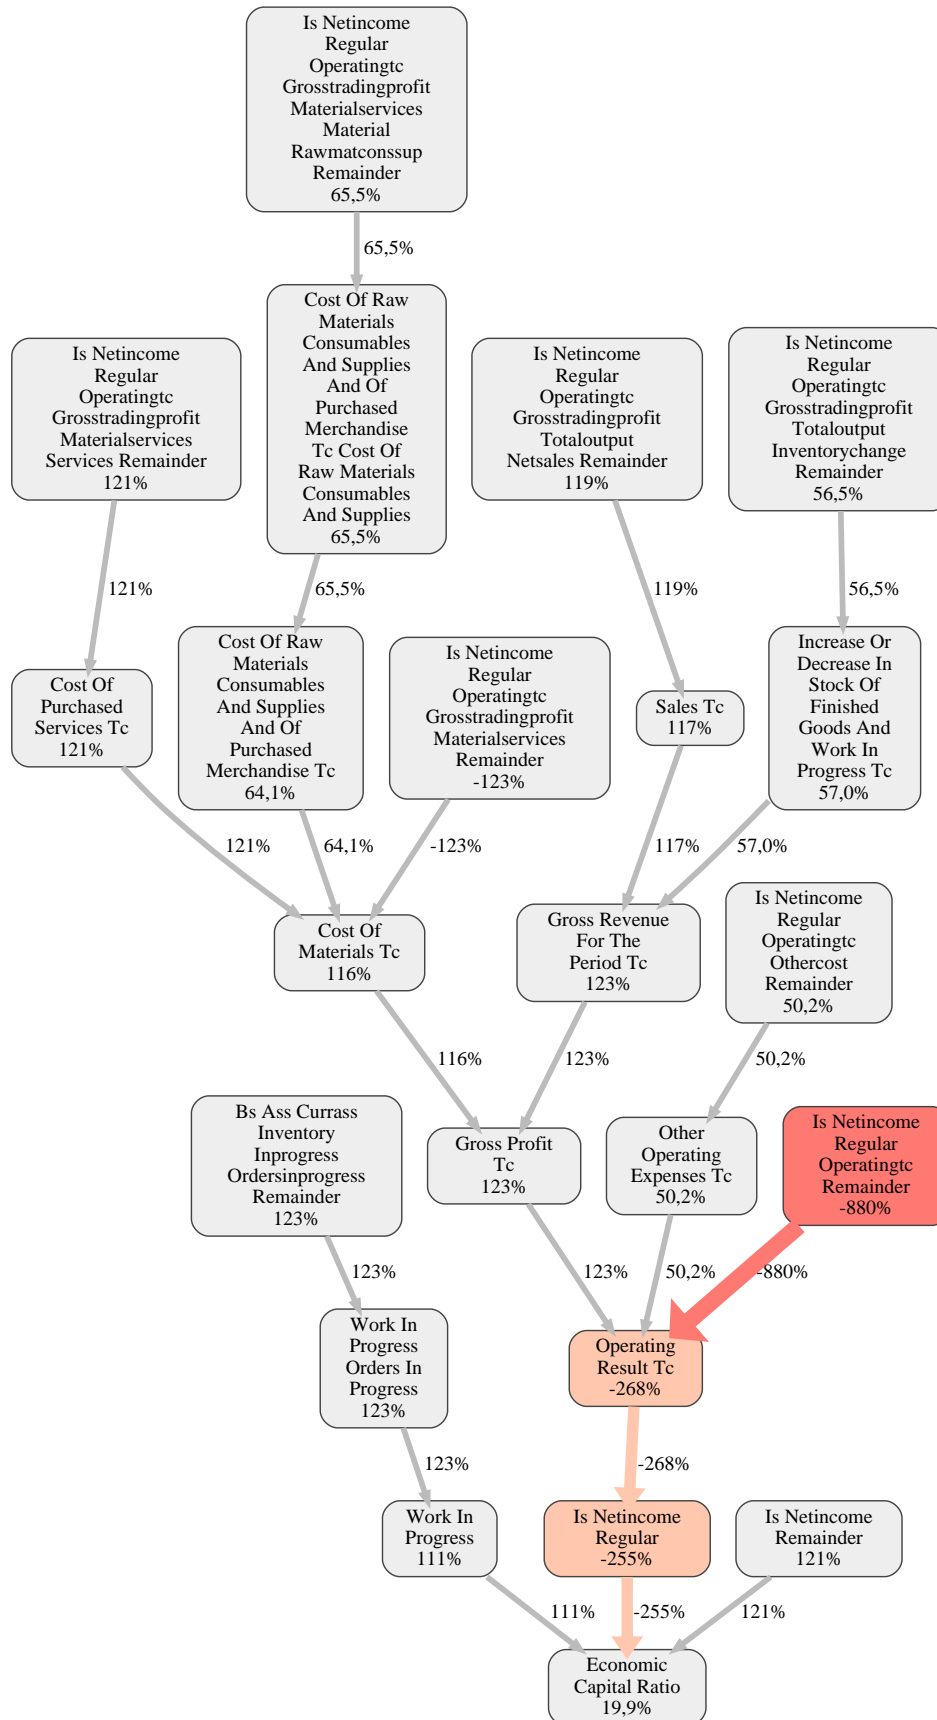 Is Netincome
Regular
Operatingtc
Grosstradingprofit
Materialservices
Material
Rawmatconssup
Remainder
65,5%
65,5%
Cost Of Raw
Materials
Consumables
And Supplies
And Of
Purchased
Merchandise
Tc Cost Of
Raw Materials
Consumables
And Supplies
65,5%
Is Netincome
Regular
Operatingtc
Grosstradingprofit
Materialservices
Services Remainder
121%
Is Netincome
Regular
Operatingtc
Grosstradingprofit
Totaloutput
Netsales Remainder
119%
Is Netincome
Regular
Operatingtc
Grosstradingprofit
Totaloutput
Inventorychange
Remainder
56,5%
121%
65,5%
119%
56,5%
Cost Of
Purchased
Services Tc
121%
Cost Of Raw
Materials
Consumables
And Supplies
And Of
Purchased
Merchandise Tc
64,1%
Is Netincome
Regular
Operatingtc
Grosstradingprofit
Materialservices
Remainder
-123%
Sales Tc
117%
Increase Or
Decrease In
Stock Of
Finished
Goods And
Work In
Progress Tc
57,0%
121%
64,1%
-123%
117%
57,0%
Cost Of
Materials Tc
116%
Gross Revenue
For The
Period Tc
123%
Is Netincome
Regular
Operatingtc
Othercost
Remainder
50,2%
116%
123%
50,2%
Bs Ass Currass
Inventory
Inprogress
Ordersinprogress
Remainder
123%
Gross Profit
Tc
123%
Other
Operating
Expenses Tc
50,2%
Is Netincome
Regular
Operatingtc
Remainder
-880%
123%
123%
50,2%
-880%
Work In
Progress
Orders In
Progress
123%
Operating
Result Tc
-268%
123%
-268%
Work In
Progress
111%
Is Netincome
Regular
-255%
Is Netincome
Remainder
121%
111%
-255%
121%
Economic
Capital Ratio
19,9%